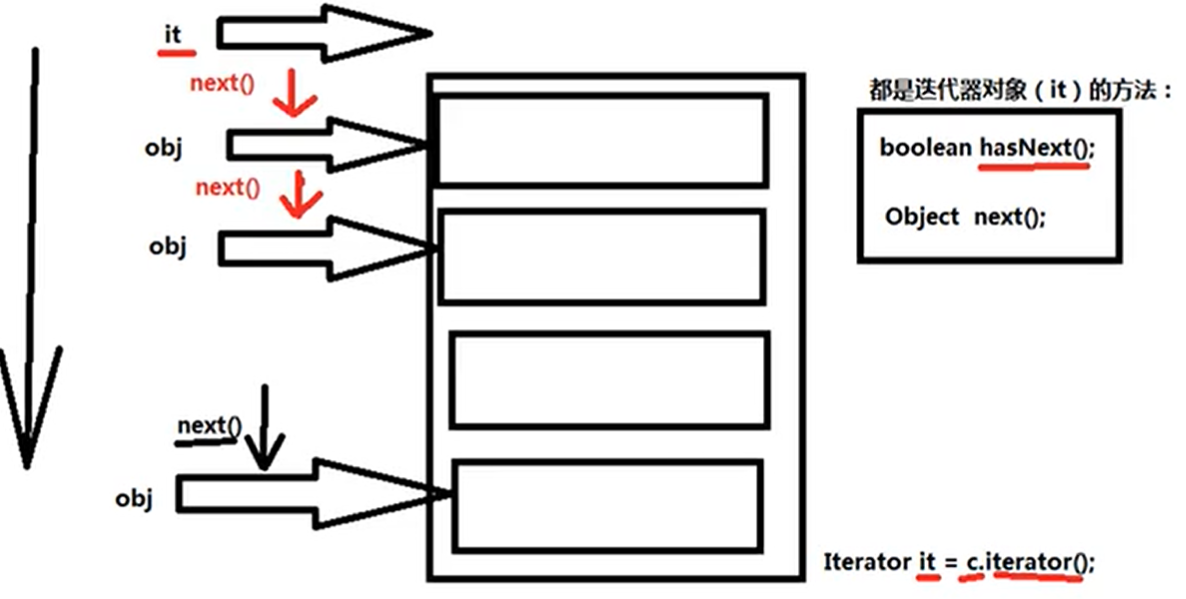 it
next()
obj
next()
obj
next()
obj
都是迭代器对象（it）的方法：
boolean hasNext();
Object next();
Iterator it = c.iterator();